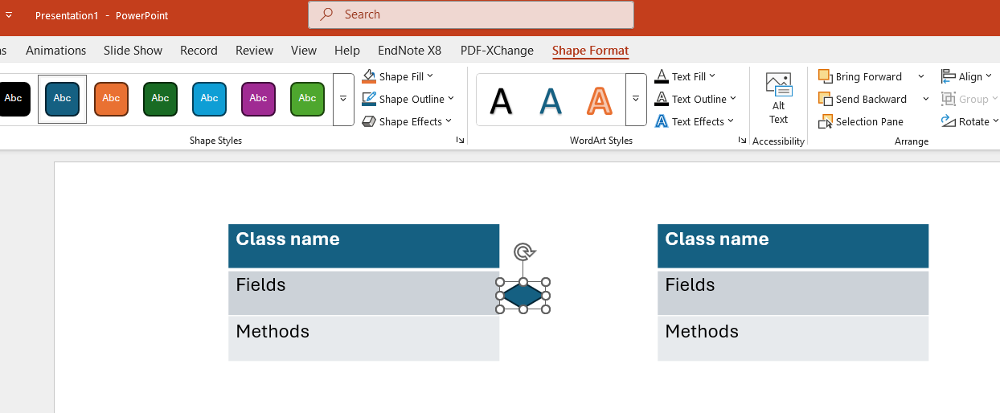 Presentation1 - PowerPoint
Search
ns Animations Slide Show Record Review View Help EndNote X8 PDF-XChange Shape Format
Abc Abc Abc Abc Abc Abc Abc
Shape Fill
Shape Outline
Shape Effects
Shape Styles
A A A
Text Fill
Text Outline
Text Effects
WordArt Styles
Alt
Text
Accessibility
Bring Forward
Send Backward
Selection Pane
Align
Group
Rotate
Arrange
Class name
Fields
Methods
Class name
Fields
Methods